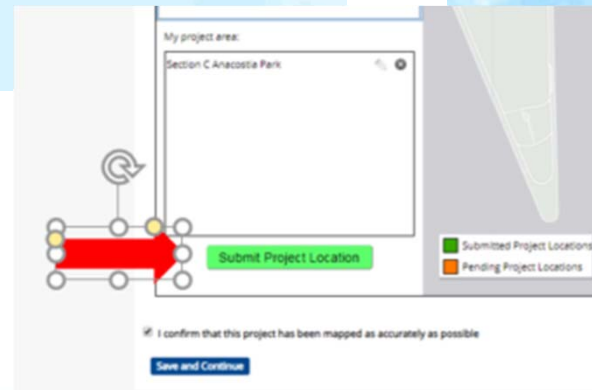 My project area:
Section C Anacostia Park
Submit Project Location
Submitted Project Locations
Pending Project Locations
I confirm that this project has been mapped as accurately as possible
Save and Continue